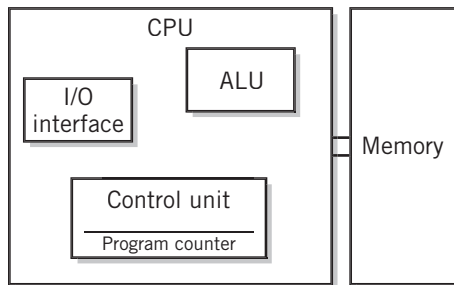 CPU
ALU
I/O
interface
Memory
Control unit
Program counter